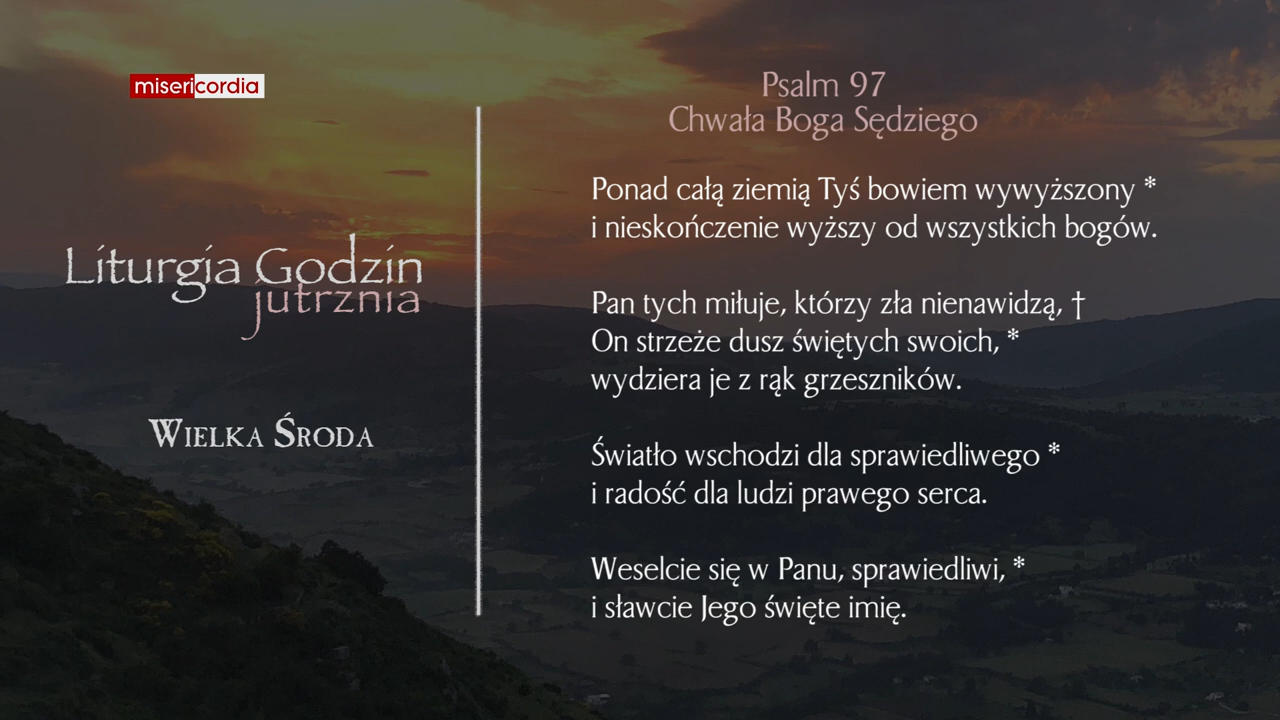 misericordia
Liturgia Godzin
jutrznia
Wielka Środa
Psalm 97
Chwała Boga Sędziego
Ponad całą ziemią Tyś bowiem wywyższony *
i nieskończenie wyższy od wszystkich bogów.
Pan tych miłuje, którzy zła nienawidzą, †
On strzeże dusz świętych swoich, *
wydziera je z rąk grzeszników.
Światło wschodzi dla sprawiedliwego *
i radość dla ludzi prawego serca.
Weselcie się w Panu, sprawiedliwi, *
i sławcie Jego święte imię.